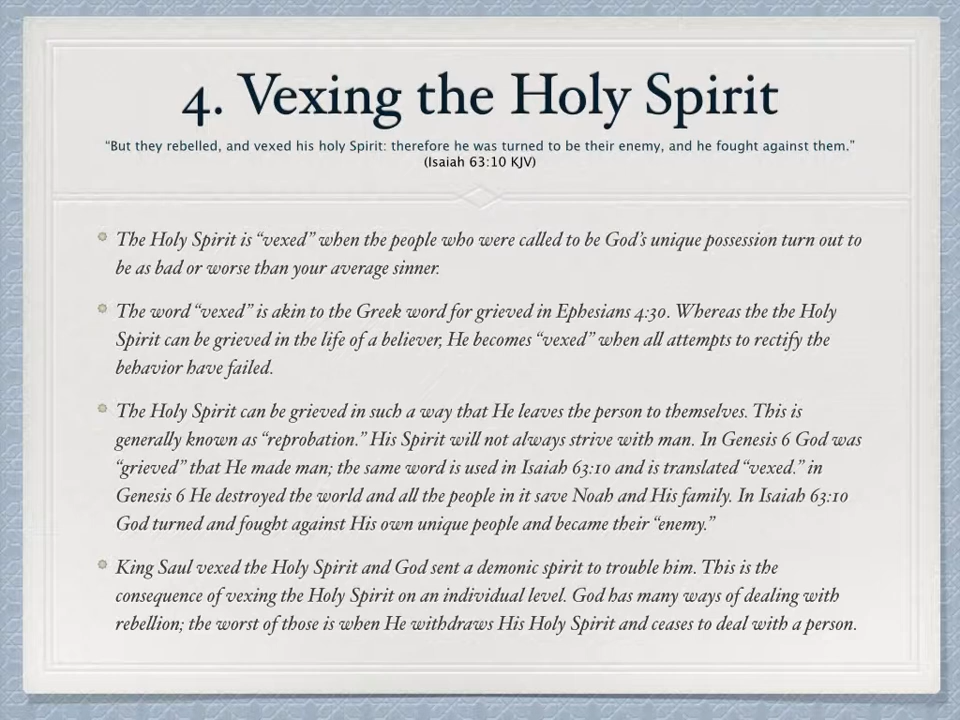 4. Vexing the Holy Spirit
“But they rebelled, and vexed his holy Spirit: therefore he was turned to be their enemy, and he fought against them.”
(Isaiah 63:10 KJV)
The Holy Spirit is “vexed” when the people who were called to be God’s unique possession turn out to
be as bad or worse than your average sinner.
The word “vexed” is akin to the Greek word for grieved in Ephesians 4:30. Whereas the the Holy
Spirit can be grieved in the life of a believer, He becomes “vexed” when all attempts to rectify the
behavior have failed.
The Holy Spirit can be grieved in such a way that He leaves the person to themselves. This is
generally known as “reprobation.” His Spirit will not always strive with man. In Genesis 6 God was
“grieved” that He made man; the same word is used in Isaiah 63:10 and is translated “vexed.” in
Genesis 6 He destroyed the world and all the people in it save Noah and His family. In Isaiah 63:10
God turned and fought against His own unique people and became their “enemy.”
King Saul vexed the Holy Spirit and God sent a demonic spirit to trouble him. This is the
consequence of vexing the Holy Spirit on an individual level. God has many ways of dealing with
rebellion; the worst of those is when He withdraws His Holy Spirit and ceases to deal with a person.